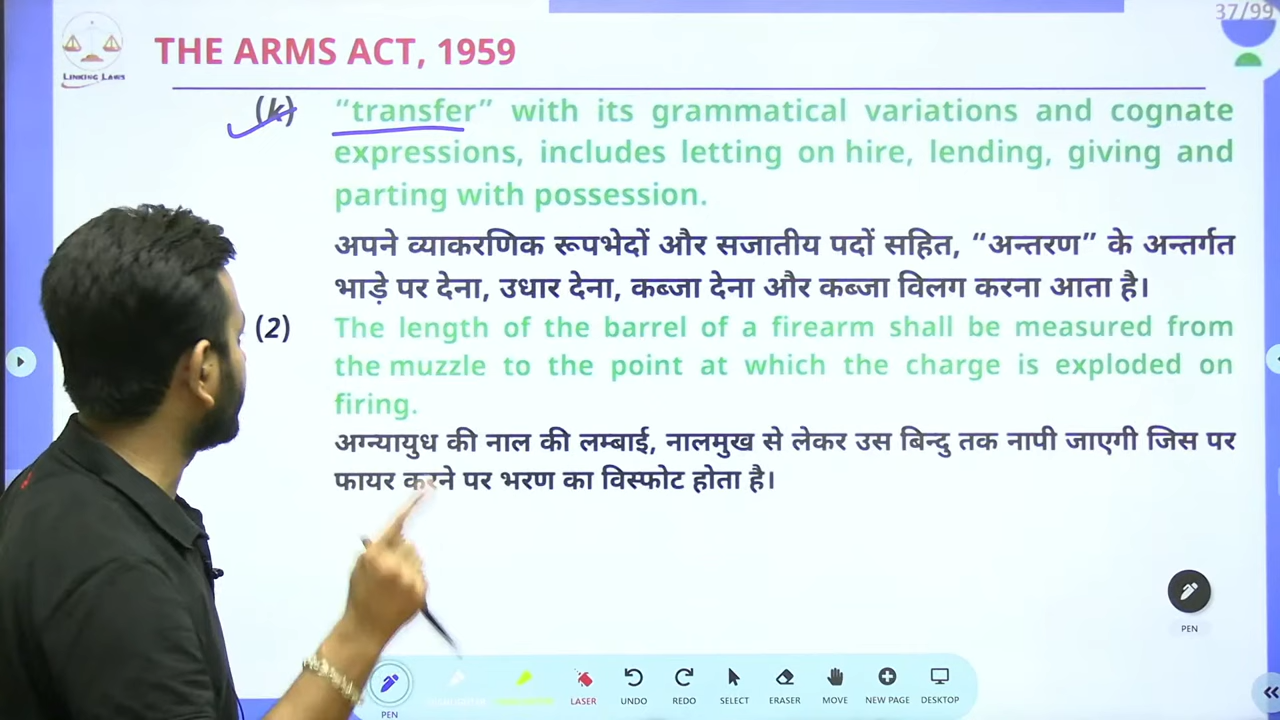 37/99
LINKING LAWS
THE ARMS ACT, 1959
(k) “transfer” with its grammatical variations and cognate
expressions, includes letting on hire, lending, giving and
parting with possession.
अपने व्याकरणिक रूपभेदों और सजातीय पदों सहित, “अन्तरण” के अन्तर्गत
भाड़े पर देना, उधार देना, कब्जा देना और कब्जा विलग करना आता है।
(2) The length of the barrel of a firearm shall be measured from
the muzzle to the point at which the charge is exploded on
firing.
अग्न्यायुध की नाल की लम्बाई, नालमुख से लेकर उस बिन्दु तक नापी जाएगी जिस पर
फायर करने पर भरण का विस्फोट होता है।
PEN
PEN LASER UNDO REDO SELECT ERASER MOVE NEW PAGE DESKTOP